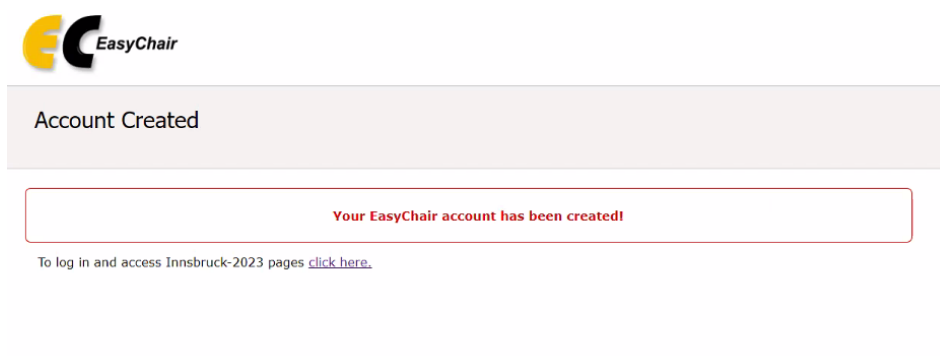 EC EasyChair
Account Created
Your EasyChair account has been created!
To log in and access Innsbruck-2023 pages click here.